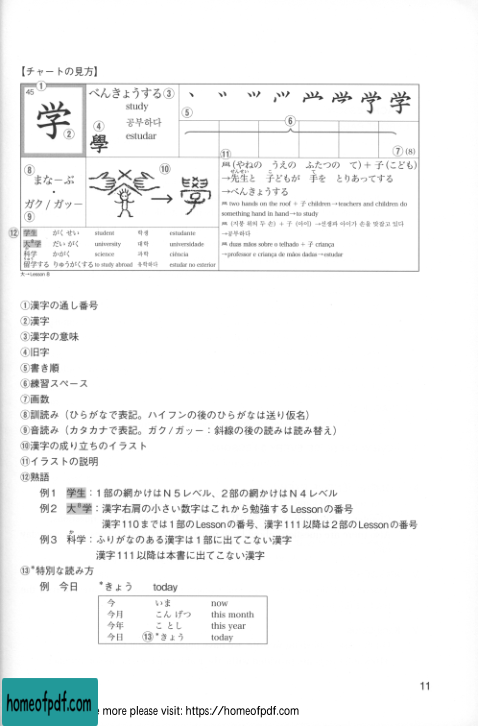 【チャートの見方】
45 ①
学 ②
べんきょうする③
study
공부하다
estudar
④
學
⑤
学
⑥
⑦ (8)
⑧
まな－ぶ
・
ガク / ガッ－
⑨
⑩
⑪
(やねの うえの ふたつの て)＋子(こども)
→先生と 子どもが 手を とりあってする
せんせい こ て
→べんきょうする
two hands on the roof ＋ 子 children →teachers and children do
something hand in hand →to study
(지붕 위의 두 손) ＋ 子 (아이) →선생과 아이가 손을 맞잡고 있다
→공부하다
duas mãos sobre o telhado ＋ 子 criança
→professor e criança de mãos dadas→estudar
⑫ 学生 がく せい student 학생 estudante
大⁸学 だい がく university 대학 universidade
科学 かがく science 과학 ciência
留学する りゅうがくする to study abroad 유학하다 estudar no exterior
大→Lesson 8
①漢字の通し番号
②漢字
③漢字の意味
④旧字
⑤書き順
⑥練習スペース
⑦画数
⑧訓読み（ひらがなで表記。ハイフンの後のひらがなは送り仮名）
⑨音読み（カタカナで表記。ガク/ガッー：斜線の後の読みは読み替え）
⑩漢字の成り立ちのイラスト
⑪イラストの説明
⑫熟語
例1 学生：1部の網かけはN5レベル、2部の網かけはN4レベル
例2 大⁸学：漢字右肩の小さい数字はこれから勉強するLessonの番号
漢字110までは1部のLessonの番号、漢字111以降は2部のLessonの番号
か
例3 科学：ふりがなのある漢字は1部に出てこない漢字
漢字111以降は本書に出てこない漢字
⑬*特別な読み方
例 今日 *きょう today
今 いま now
今月 こん げつ this month
今年 こ とし this year
今日 ⑬*きょう today
11
homeofpdf.com
e more please visit: https://homeofpdf.com